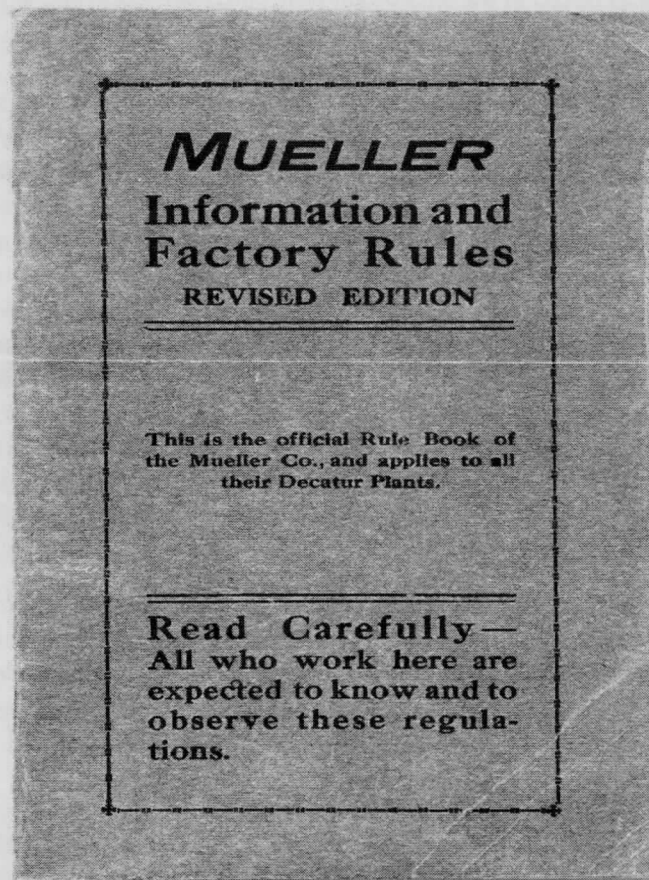 MUELLER
Information and
Factory Rules
REVISED EDITION
This is the official Rule Book of
the Mueller Co., and applies to all
their Decatur Plants.
Read Carefully—
All who work here are
expected to know and to
observe these regula-
tions.